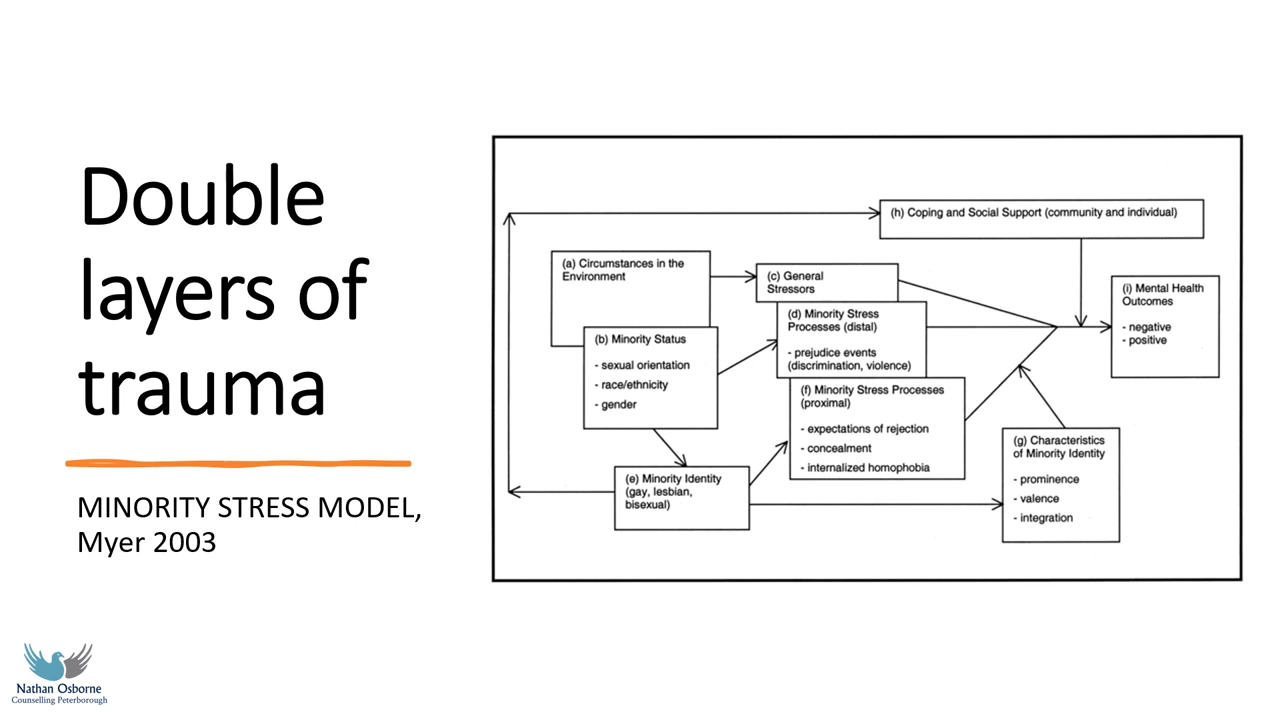 Double
layers of
trauma
MINORITY STRESS MODEL,
Myer 2003
(h) Coping and Social Support (community and individual)
(a) Circumstances in the
Environment
(c) General
Stressors
(i) Mental Health
Outcomes
- negative
- positive
(d) Minority Stress
Processes (distal)
- prejudice events
(discrimination, violence)
(b) Minority Status
- sexual orientation
- race/ethnicity
- gender
(f) Minority Stress Processes
(proximal)
- expectations of rejection
- concealment
- internalized homophobia
(g) Characteristics
of Minority Identity
- prominence
- valence
- integration
(e) Minority Identity
(gay, lesbian,
bisexual)
Nathan Osborne
Counselling Peterborough